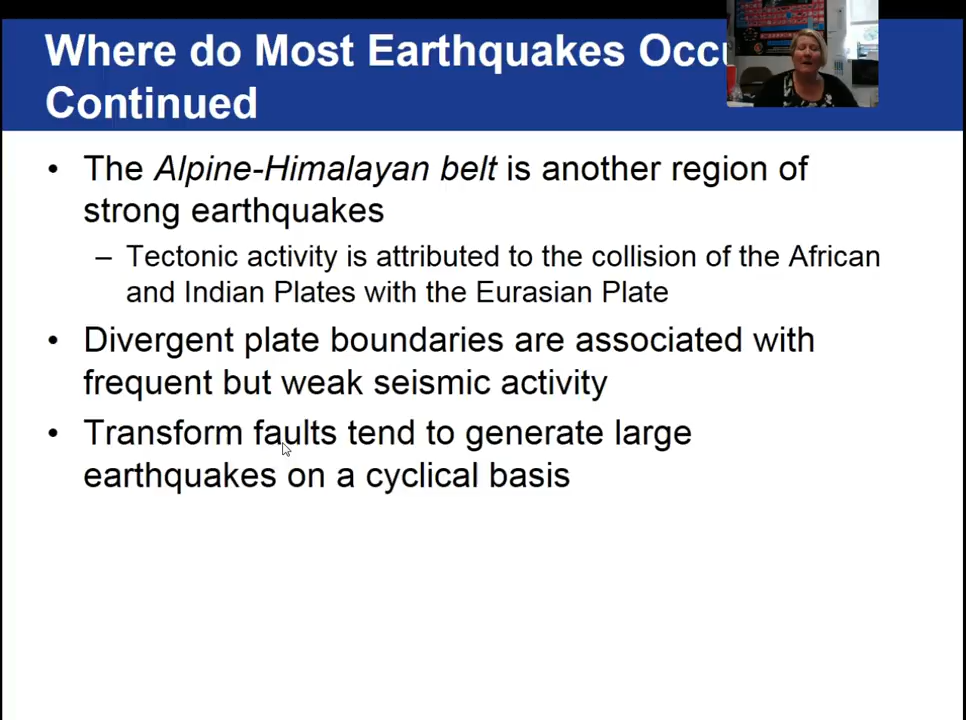 Where do Most Earthquakes Occu
Continued
• The Alpine-Himalayan belt is another region of
strong earthquakes
– Tectonic activity is attributed to the collision of the African
and Indian Plates with the Eurasian Plate
• Divergent plate boundaries are associated with
frequent but weak seismic activity
• Transform faults tend to generate large
earthquakes on a cyclical basis